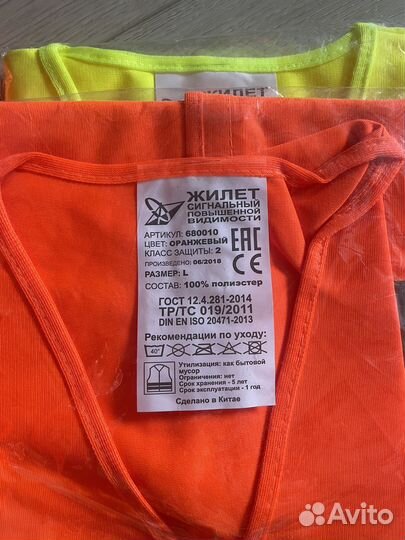 ЖИЛЕТ
ЖИЛЕТ
СИГНАЛЬНЫЙ
ПОВЫШЕННОЙ
ВИДИМОСТИ
АРТИКУЛ: 680010
ЦВЕТ: ОРАНЖЕВЫЙ
КЛАСС ЗАЩИТЫ: 2
ПРОИЗВЕДЕНО: 06/2018
РАЗМЕР: L
EAC
CE
СОСТАВ: 100% полиэстер
ГОСТ 12.4.281-2014
ТР/ТС 019/2011
DIN EN ISO 20471-2013
Рекомендации по уходу:
40°
Утилизация: как бытовой
мусор
Ограничения: нет
Срок хранения - 5 лет
Срок эксплуатации - 1 год
Сделано в Китае
Avito